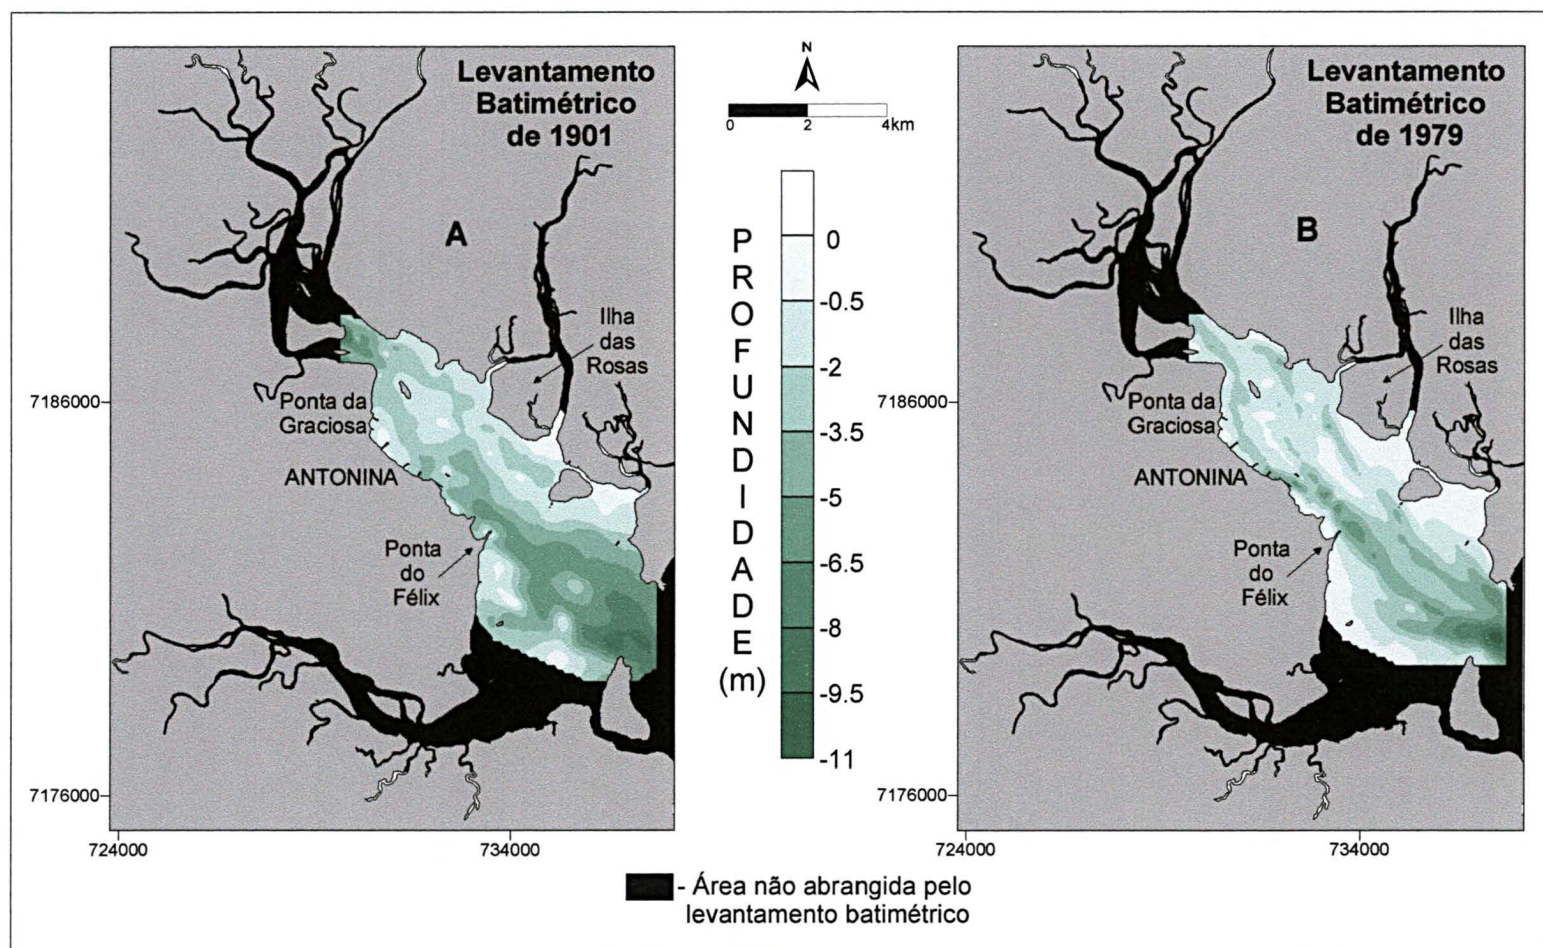 Levantamento
Batimétrico
de 1901
A
Ilha
das
Rosas
7186000
Ponta da
Graciosa
ANTONINA
Ponta
do
Félix
7176000
724000
734000
N
0 2 4km
PROFUNDIDADE
(m)
0
-0.5
-2
-3.5
-5
-6.5
-8
-9.5
-11
Levantamento
Batimétrico
de 1979
B
Ilha
das
Rosas
7186000
Ponta da
Graciosa
ANTONINA
Ponta
do
Félix
7176000
724000
734000
- Área não abrangida pelo
levantamento batimétrico